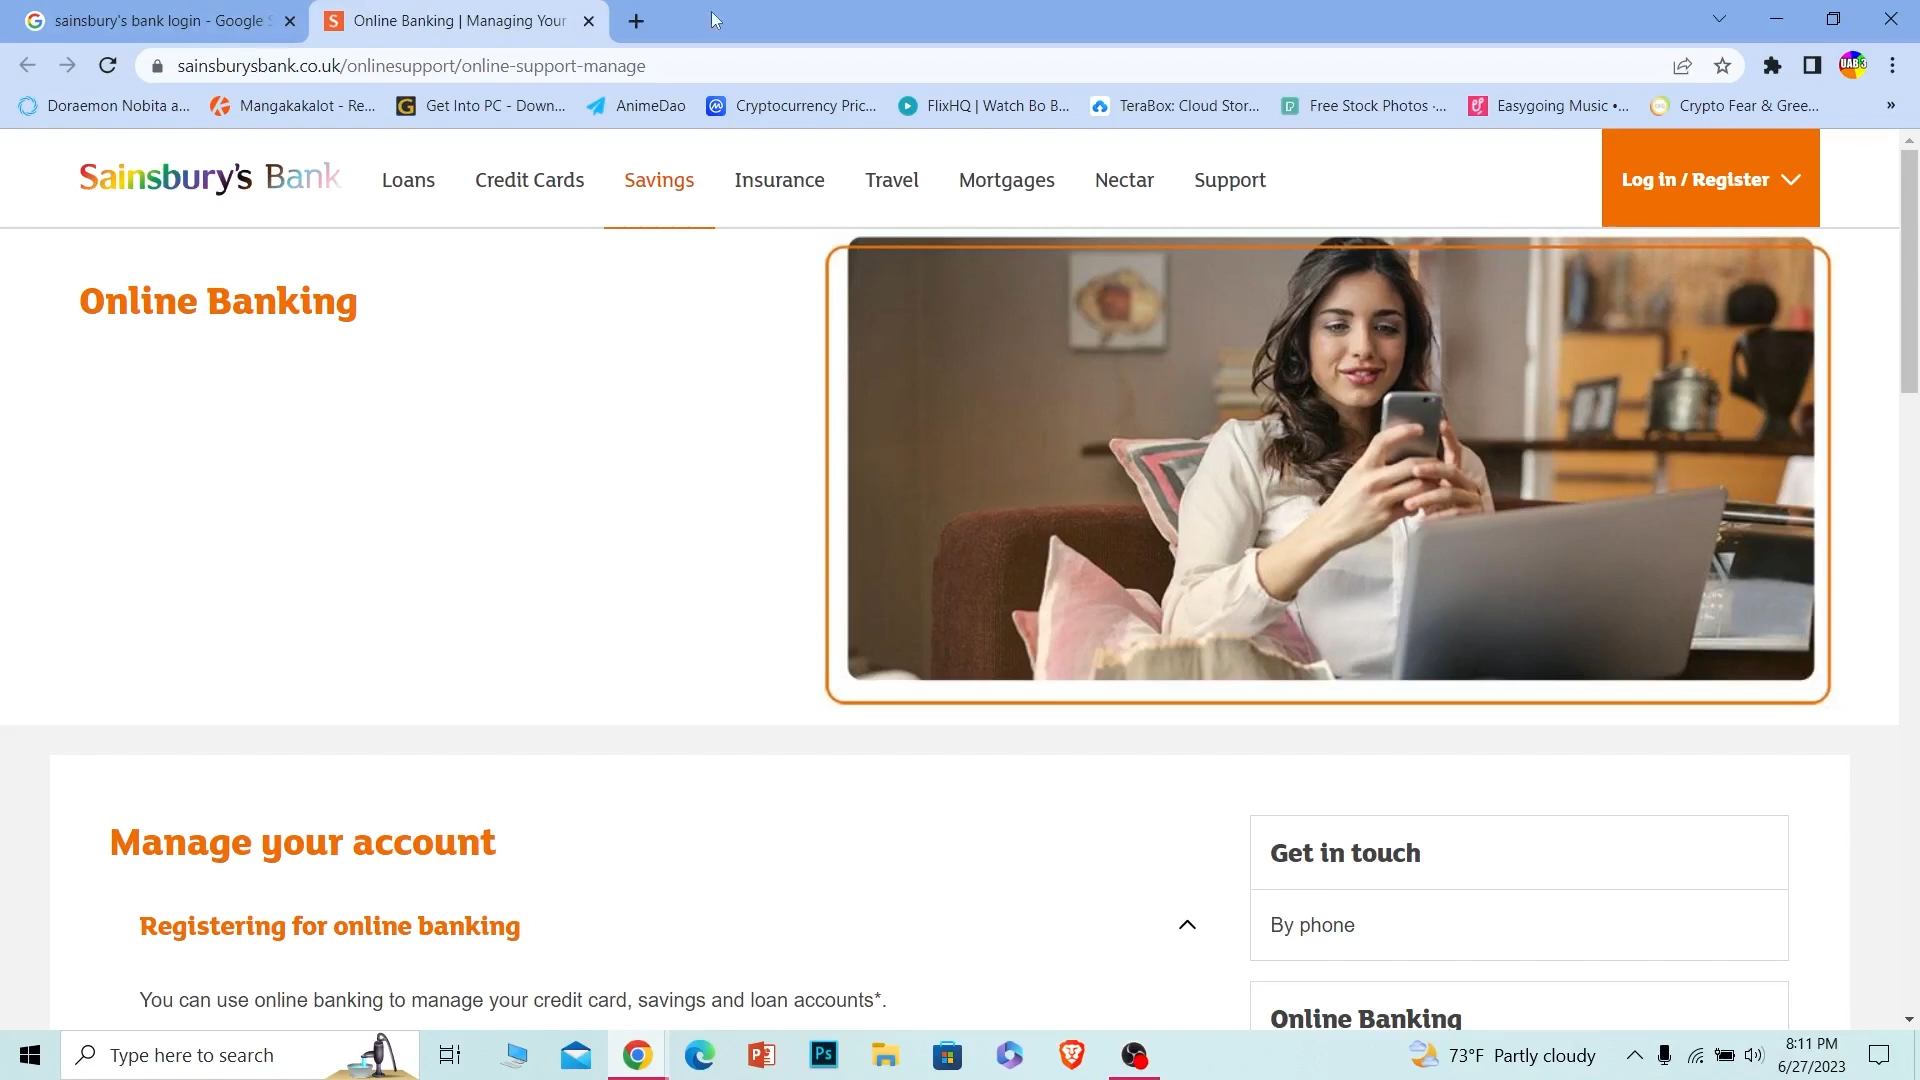 sainsbury's bank login - Google S
Online Banking | Managing Your
sainsburysbank.co.uk/onlinesupport/online-support-manage
UAB 3
Doraemon Nobita a...
Mangakakalot - Re...
Get Into PC - Down...
AnimeDao
Cryptocurrency Pric...
FlixHQ | Watch Bo B...
TeraBox: Cloud Stor...
Free Stock Photos ·...
Easygoing Music •...
Crypto Fear & Gree...
»
Sainsbury's Bank
Loans
Credit Cards
Savings
Insurance
Travel
Mortgages
Nectar
Support
Log in / Register
Online Banking
Manage your account
Registering for online banking
You can use online banking to manage your credit card, savings and loan accounts*.
Get in touch
By phone
Online Banking
Type here to search
73°F Partly cloudy
8:11 PM
6/27/2023